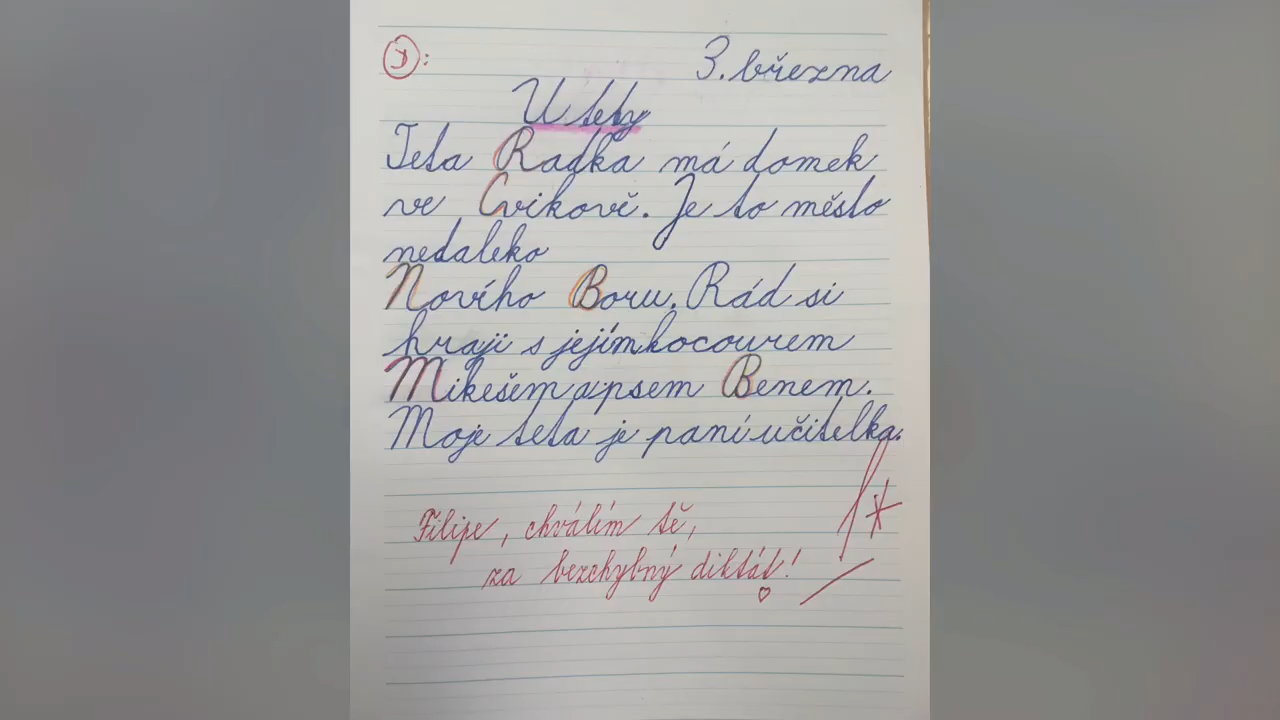 D:
3. března
U tety
Teta Radka má domek
ve Cvikově. Je to město
nedaleko
Nového Boru. Rád si
hraji s jejím kocourem
Mikešem a psem Benem.
Moje teta je paní učitelka.
Filipe, chválím tě,
za bezchybný diktát!
1*